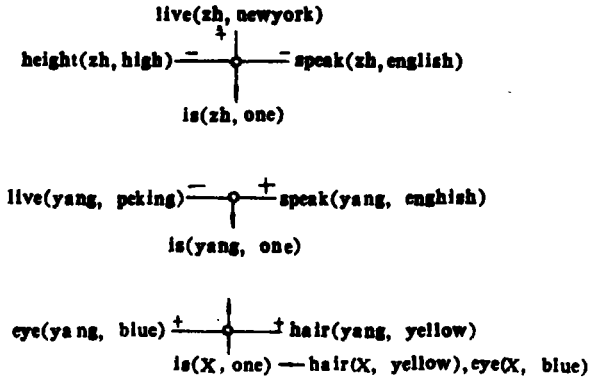 live(zh, newyork)
+
height(zh, high) − − speak(zh, english)
is(zh, one)
live(yang, peking) − + speak(yang, enghish)
is(yang, one)
eye(yang, blue) + + hair(yang, yellow)
is(X, one) — hair(X, yellow), eye(X, blue)